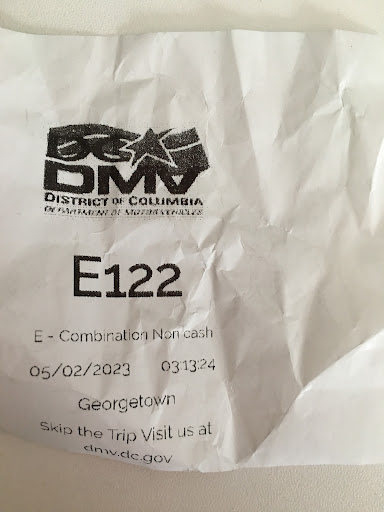 DC
DMV
DISTRICT OF COLUMBIA
DEPARTMENT OF MOTOR VEHICLES
E122
E - Combination Non cash
05/02/2023 03:13:24
Georgetown
Skip the Trip Visit us at
dmv.dc.gov